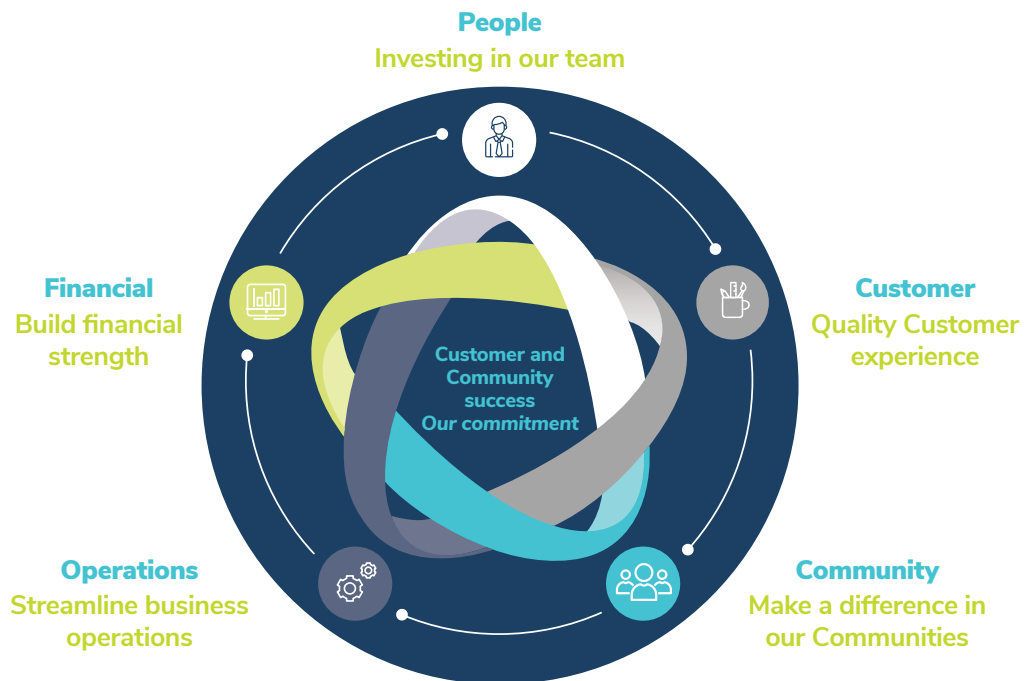 People
Investing in our team
Financial
Build financial
strength
Customer
Quality Customer
experience
Customer and
Community
success
Our commitment
Operations
Streamline business
operations
Community
Make a difference in
our Communities